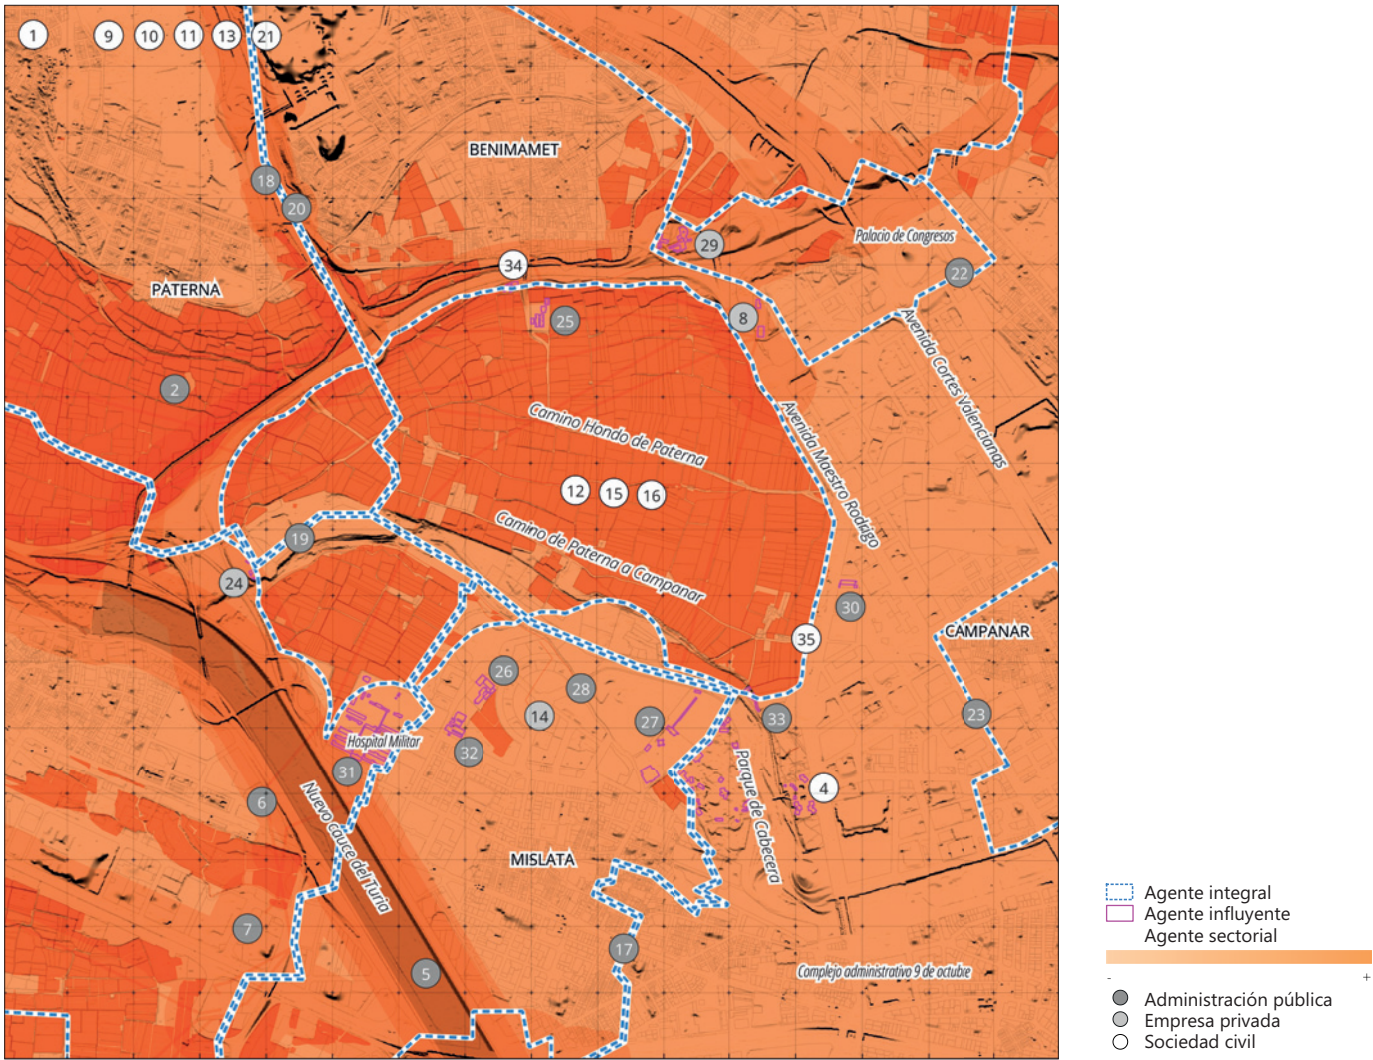 1 9 10 11 13 21
BENIMAMET
18
20
Palacio de Congresos
29
34
22
PATERNA
25
8
Avenida Cortes Valencianas
2
Camino Hondo de Paterna
Avenida Maestro Rodrigo
12 15 16
Camino de Paterna a Campanar
19
24
30
CAMPANAR
35
26
28
14
27
33
23
Hospital Militar
32
31
Parque de Cabecera
4
6
Nuevo cauce del Turia
MISLATA
7
17
5
Complejo administrativo 9 de octubre
Agente integral
Agente influyente
Agente sectorial
- +
Administración pública
Empresa privada
Sociedad civil